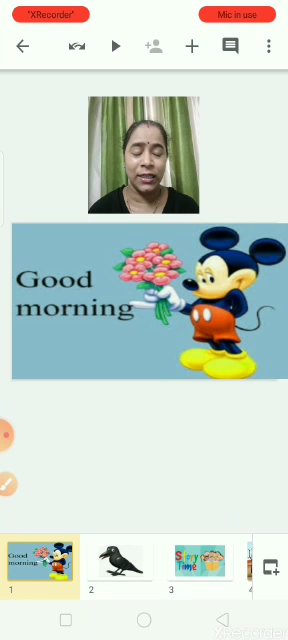 "XRecorder"
Mic in use
Good
morning
Good
morning
Story
Time
1
2
3
4
XRecorder